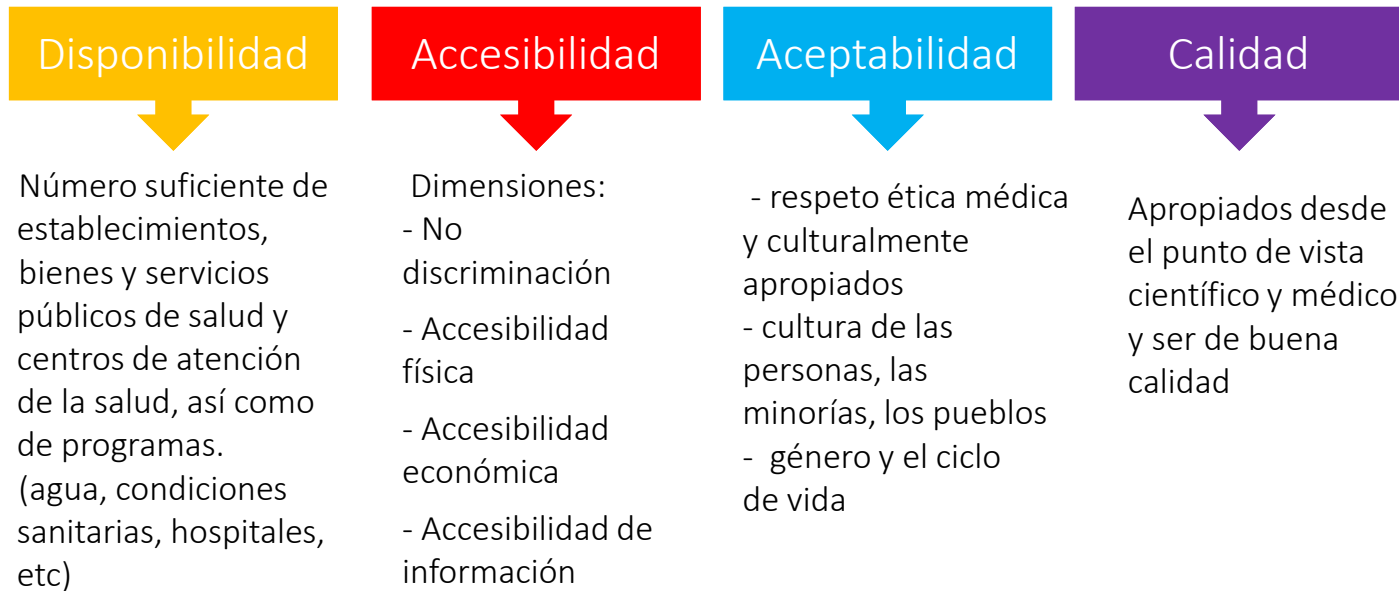 Disponibilidad
Número suficiente de
establecimientos,
bienes y servicios
públicos de salud y
centros de atención
de la salud, así como
de programas.
(agua, condiciones
sanitarias, hospitales,
etc)
Accesibilidad
Dimensiones:
- No
discriminación
- Accesibilidad
física
- Accesibilidad
económica
- Accesibilidad de
información
Aceptabilidad
- respeto ética médica
y culturalmente
apropiados
- cultura de las
personas, las
minorías, los pueblos
- género y el ciclo
de vida
Calidad
Apropiados desde
el punto de vista
científico y médico
y ser de buena
calidad